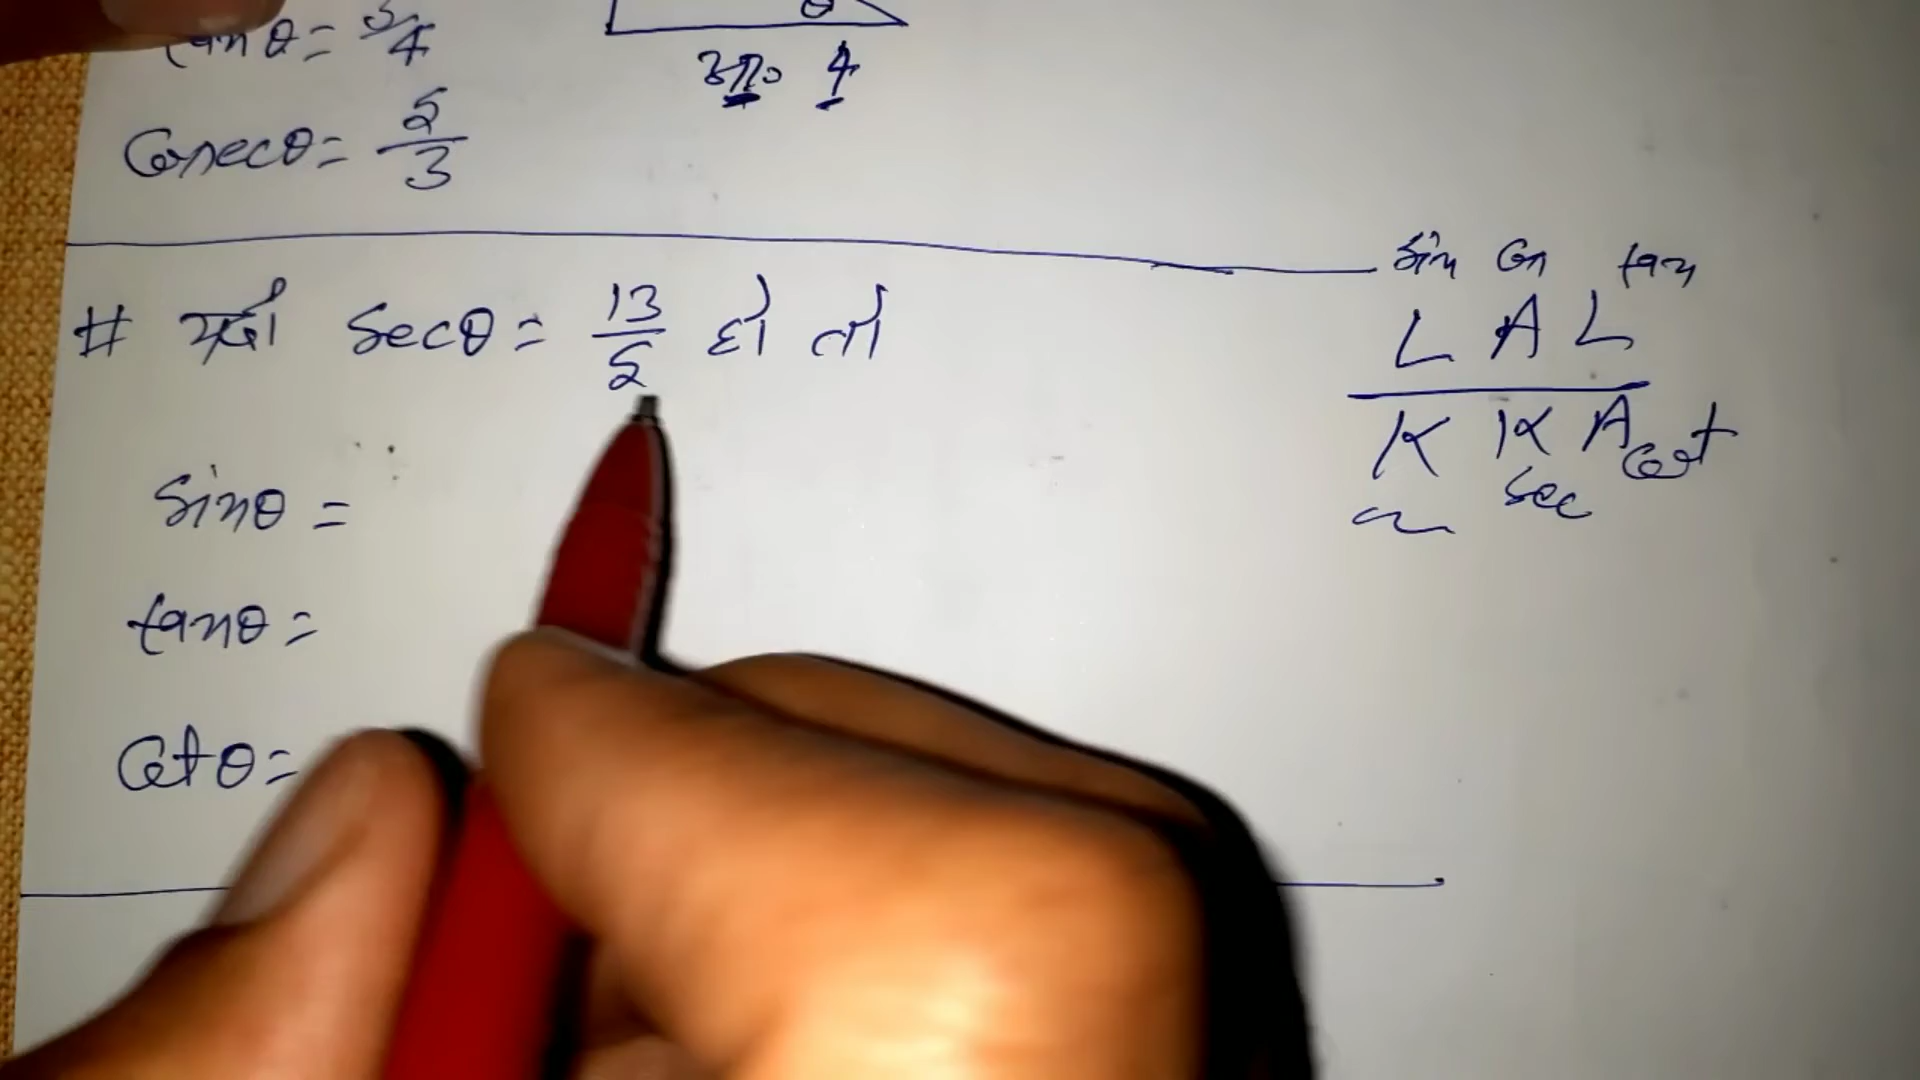 tanθ = 3/4
4
Cosecθ = 5/3
θ
# यदी secθ = 13/5 हो तो
Sinθ =
tanθ =
Cotθ =
Sin Cos tan
L A L
K K A
Sec Cot